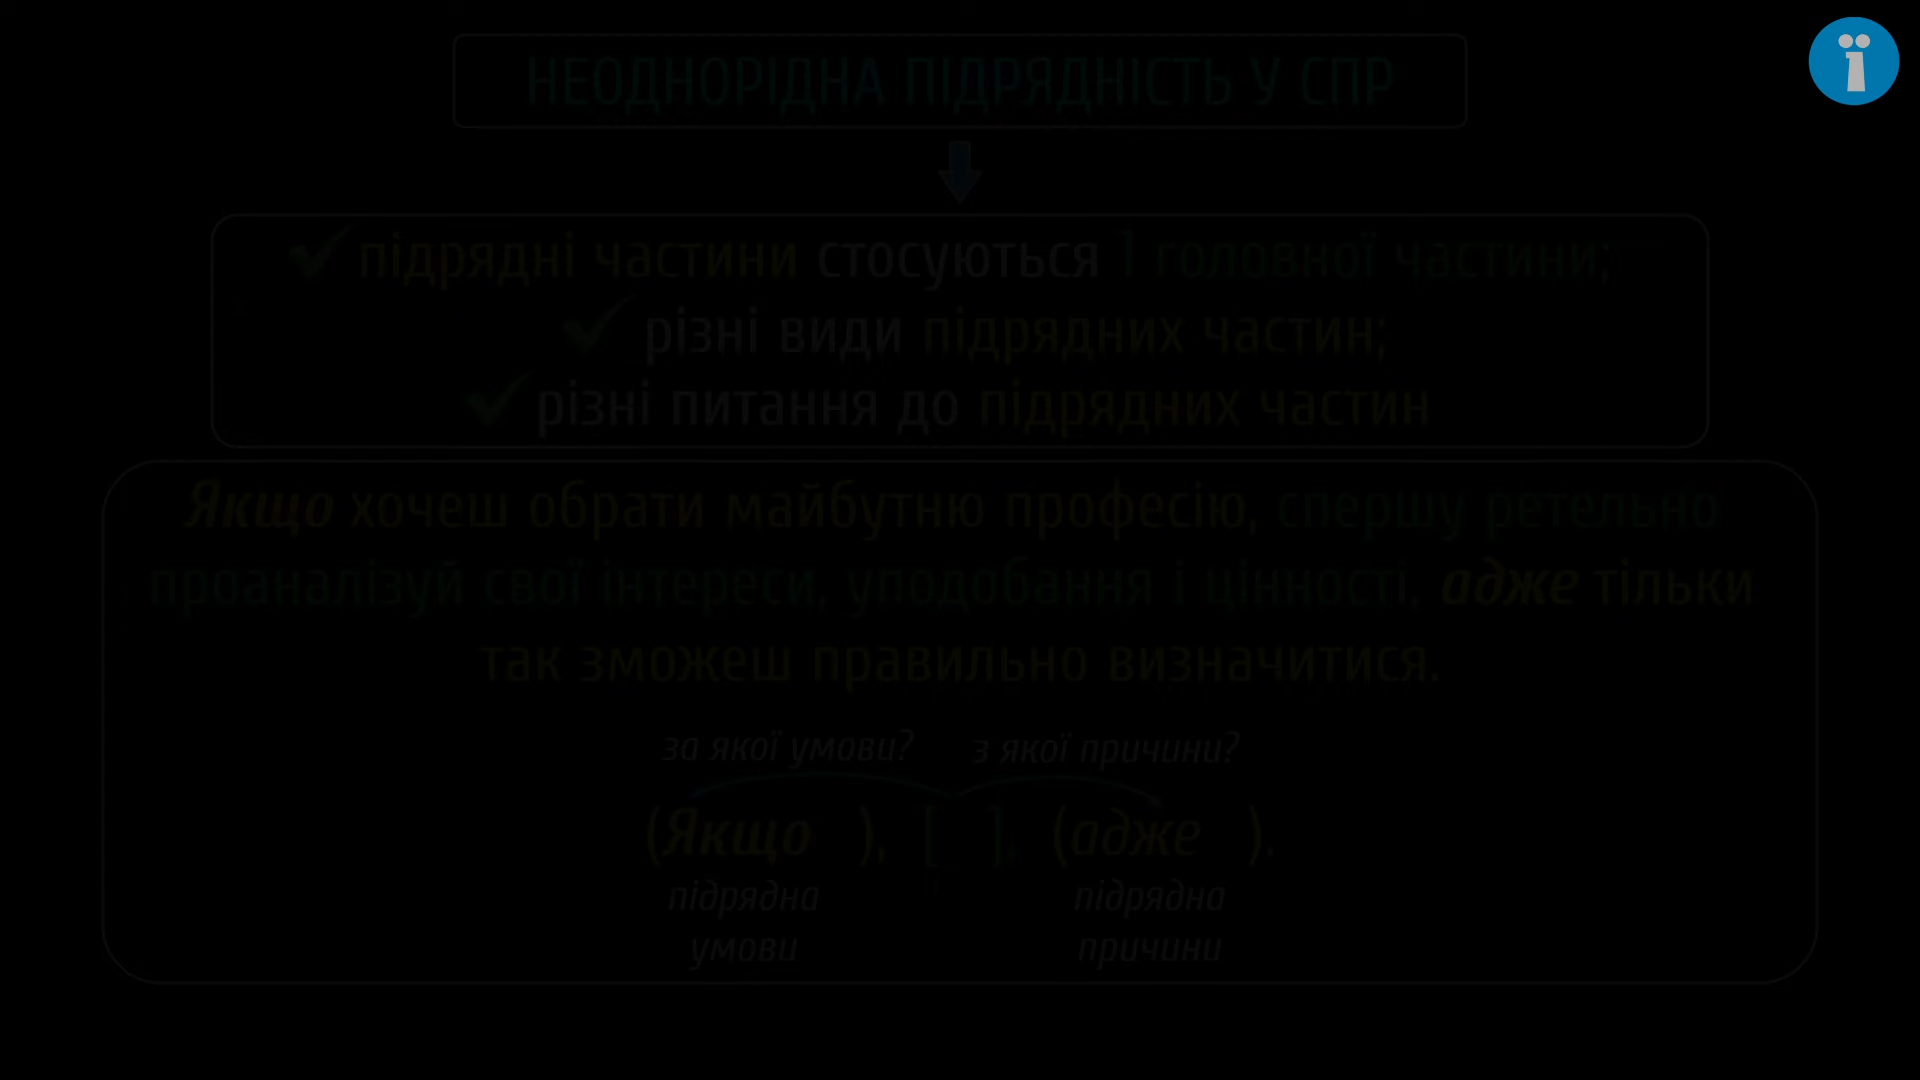 ї
НЕОДНОРІДНА ПІДРЯДНІСТЬ У СПР
підрядні частини стосуються 1 головної частини;
різні види підрядних частин;
різні питання до підрядних частин
Якщо хочеш обрати майбутню професію, спершу ретельно
проаналізуй свої інтереси, уподобання і цінності, адже тільки
так зможеш правильно визначитися.
за якої умови? з якої причини?
(Якщо ), [ ], (адже ).
підрядна підрядна
умови причини